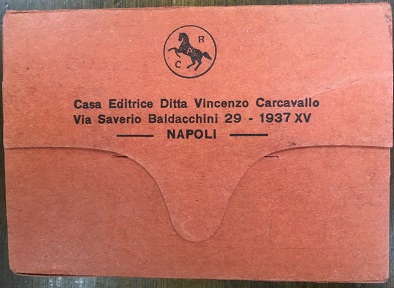 C A R
Casa Editrice Ditta Vincenzo Carcavallo
Via Saverio Baldacchini 29 - 1937 XV
NAPOLI